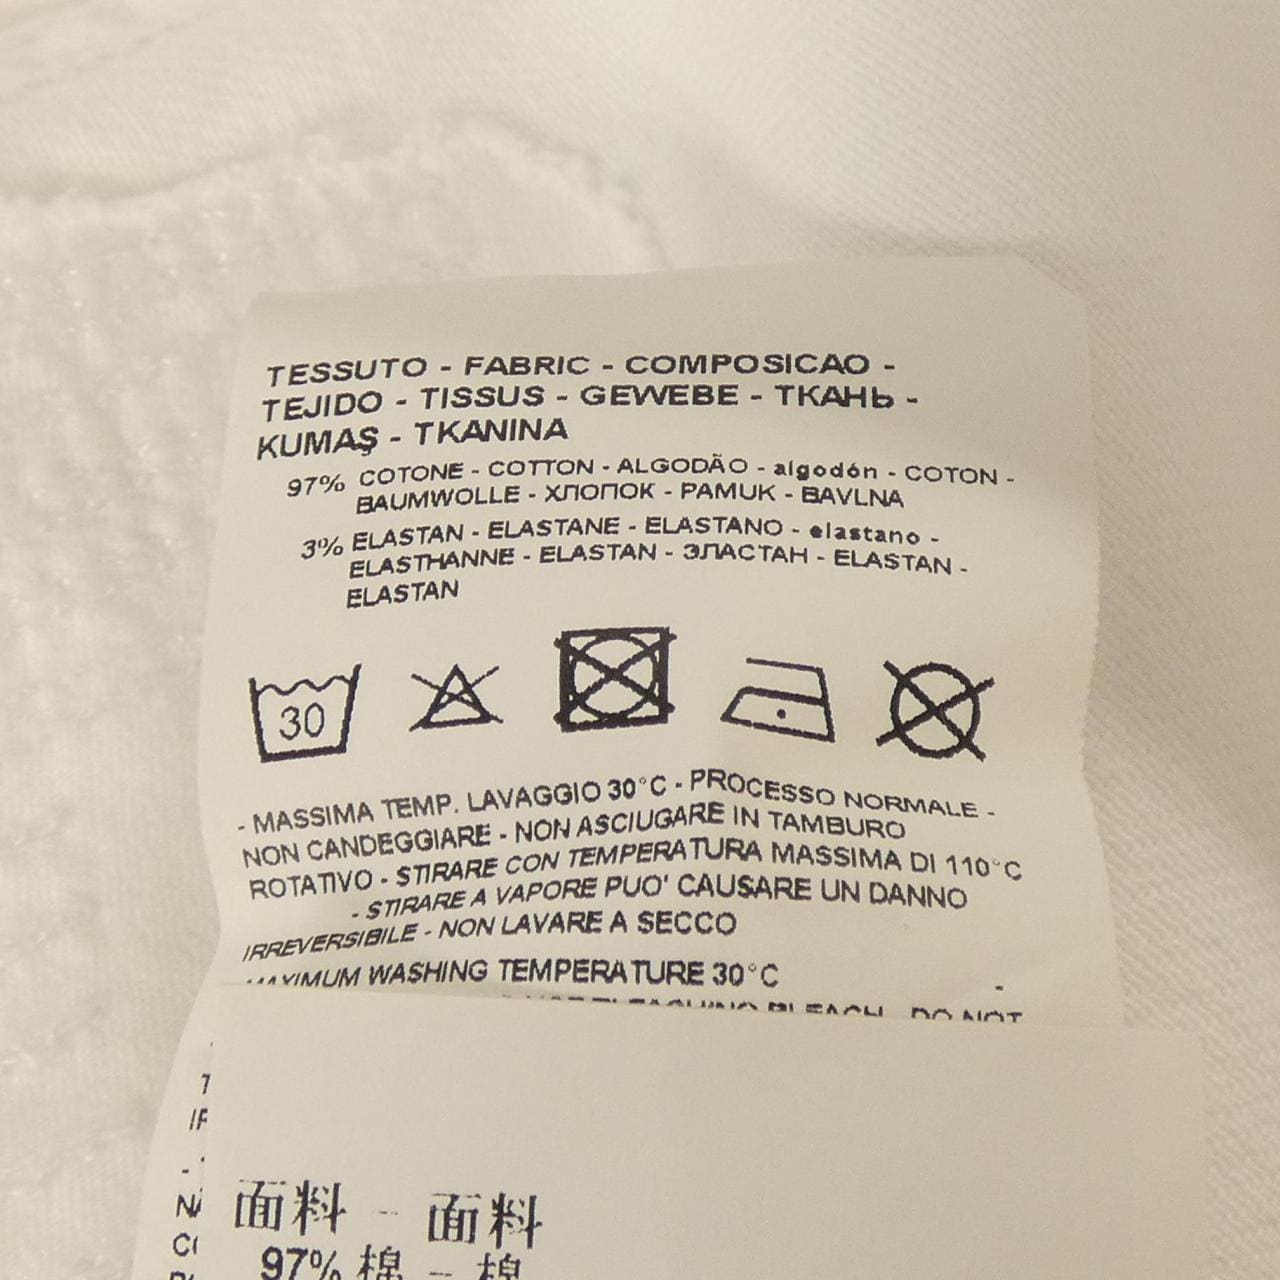 TESSUTO - FABRIC - COMPOSICAO -
TEJIDO - TISSUS - GEWEBE - ТКАНЬ -
KUMAŞ - TKANINA
97% COTONE - COTTON - ALGODÃO - algodón - COTON -
BAUMWOLLE - ХЛОПОК - PAMUK - BAVLNA
3% ELASTAN - ELASTANE - ELASTANO - elastano -
ELASTHANNE - ELASTAN - ЭЛАСТАН - ELASTAN -
ELASTAN
30
- MASSIMA TEMP. LAVAGGIO 30°C - PROCESSO NORMALE -
NON CANDEGGIARE - NON ASCIUGARE IN TAMBURO
ROTATIVO - STIRARE CON TEMPERATURA MASSIMA DI 110°C
- STIRARE A VAPORE PUO' CAUSARE UN DANNO
IRREVERSIBILE - NON LAVARE A SECCO
MAXIMUM WASHING TEMPERATURE 30°C -
BLEACH - DO NOT
面料 - 面料
97% 棉 - 棉